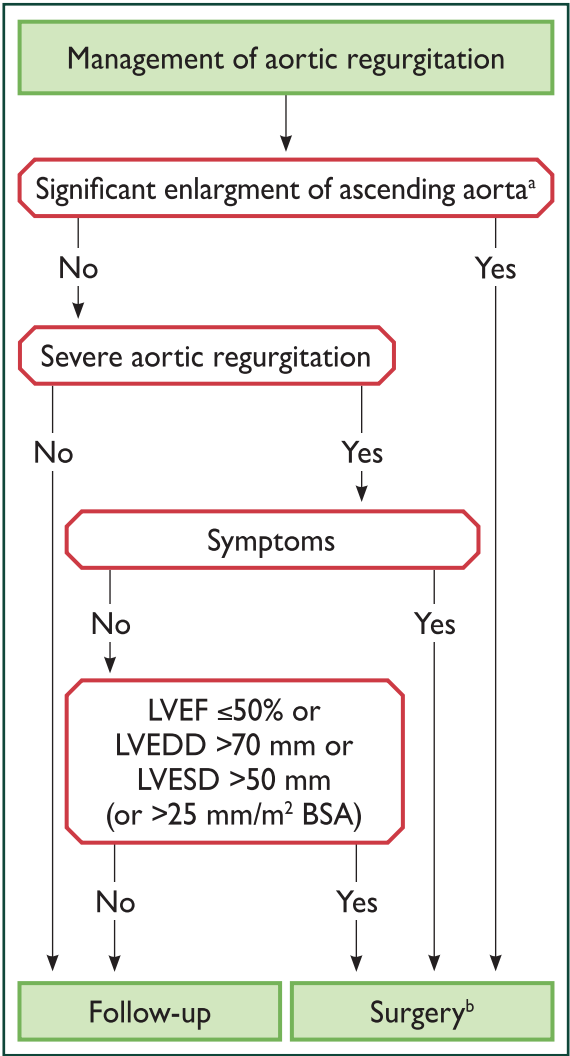 Management of aortic regurgitation
Significant enlargment of ascending aortaᵃ
No
Yes
Severe aortic regurgitation
No
Yes
Symptoms
No
Yes
LVEF ≤50% or
LVEDD >70 mm or
LVESD >50 mm
(or >25 mm/m² BSA)
No
Yes
Follow-up
Surgeryᵇ